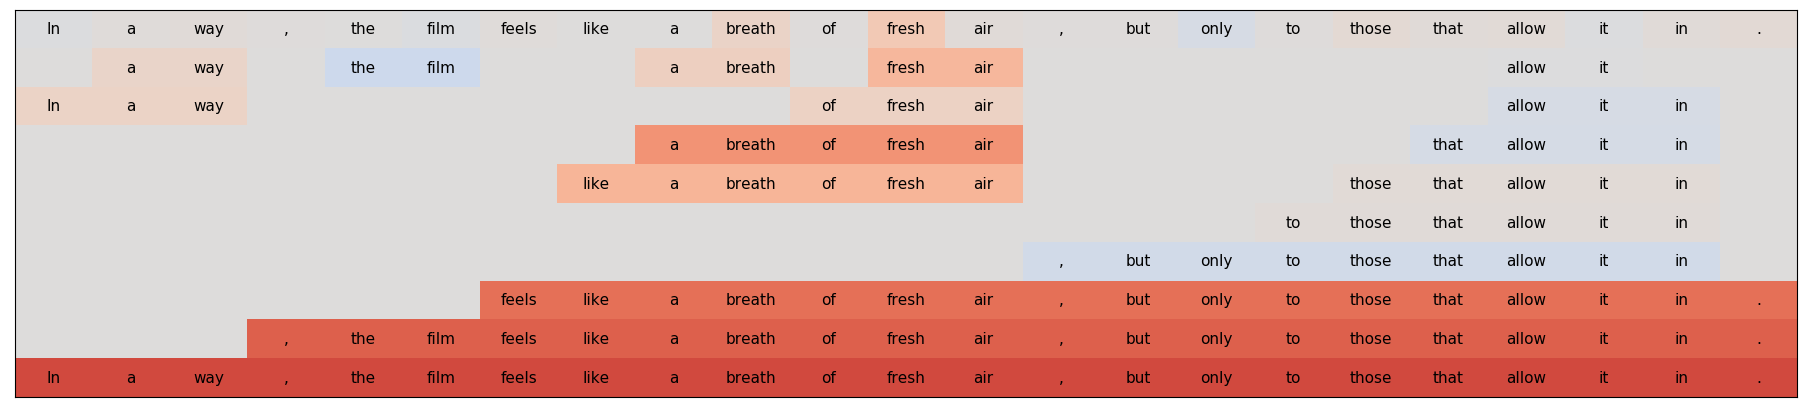 In a way , the film feels like a breath of fresh air , but only to those that allow it in .
a way the film a breath fresh air allow it
In a way of fresh air allow it in
a breath of fresh air that allow it in
like a breath of fresh air those that allow it in
to those that allow it in
, but only to those that allow it in
feels like a breath of fresh air , but only to those that allow it in .
, the film feels like a breath of fresh air , but only to those that allow it in .
In a way , the film feels like a breath of fresh air , but only to those that allow it in .